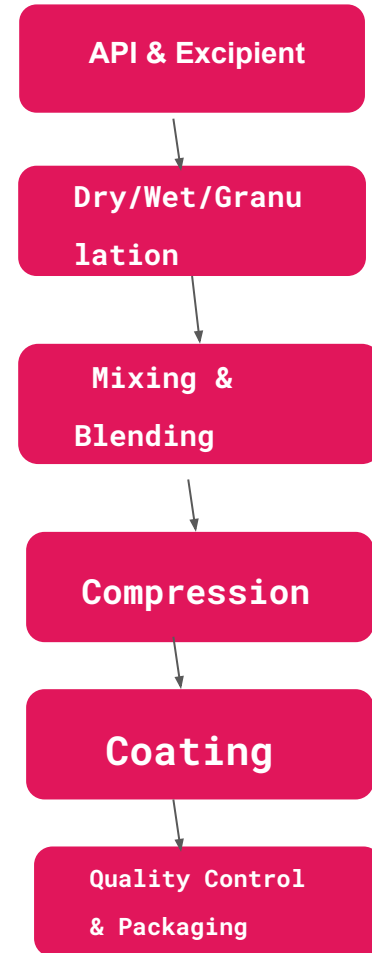 API & Excipient
Dry/Wet/Granu
lation
Mixing &
Blending
Compression
Coating
Quality Control
& Packaging